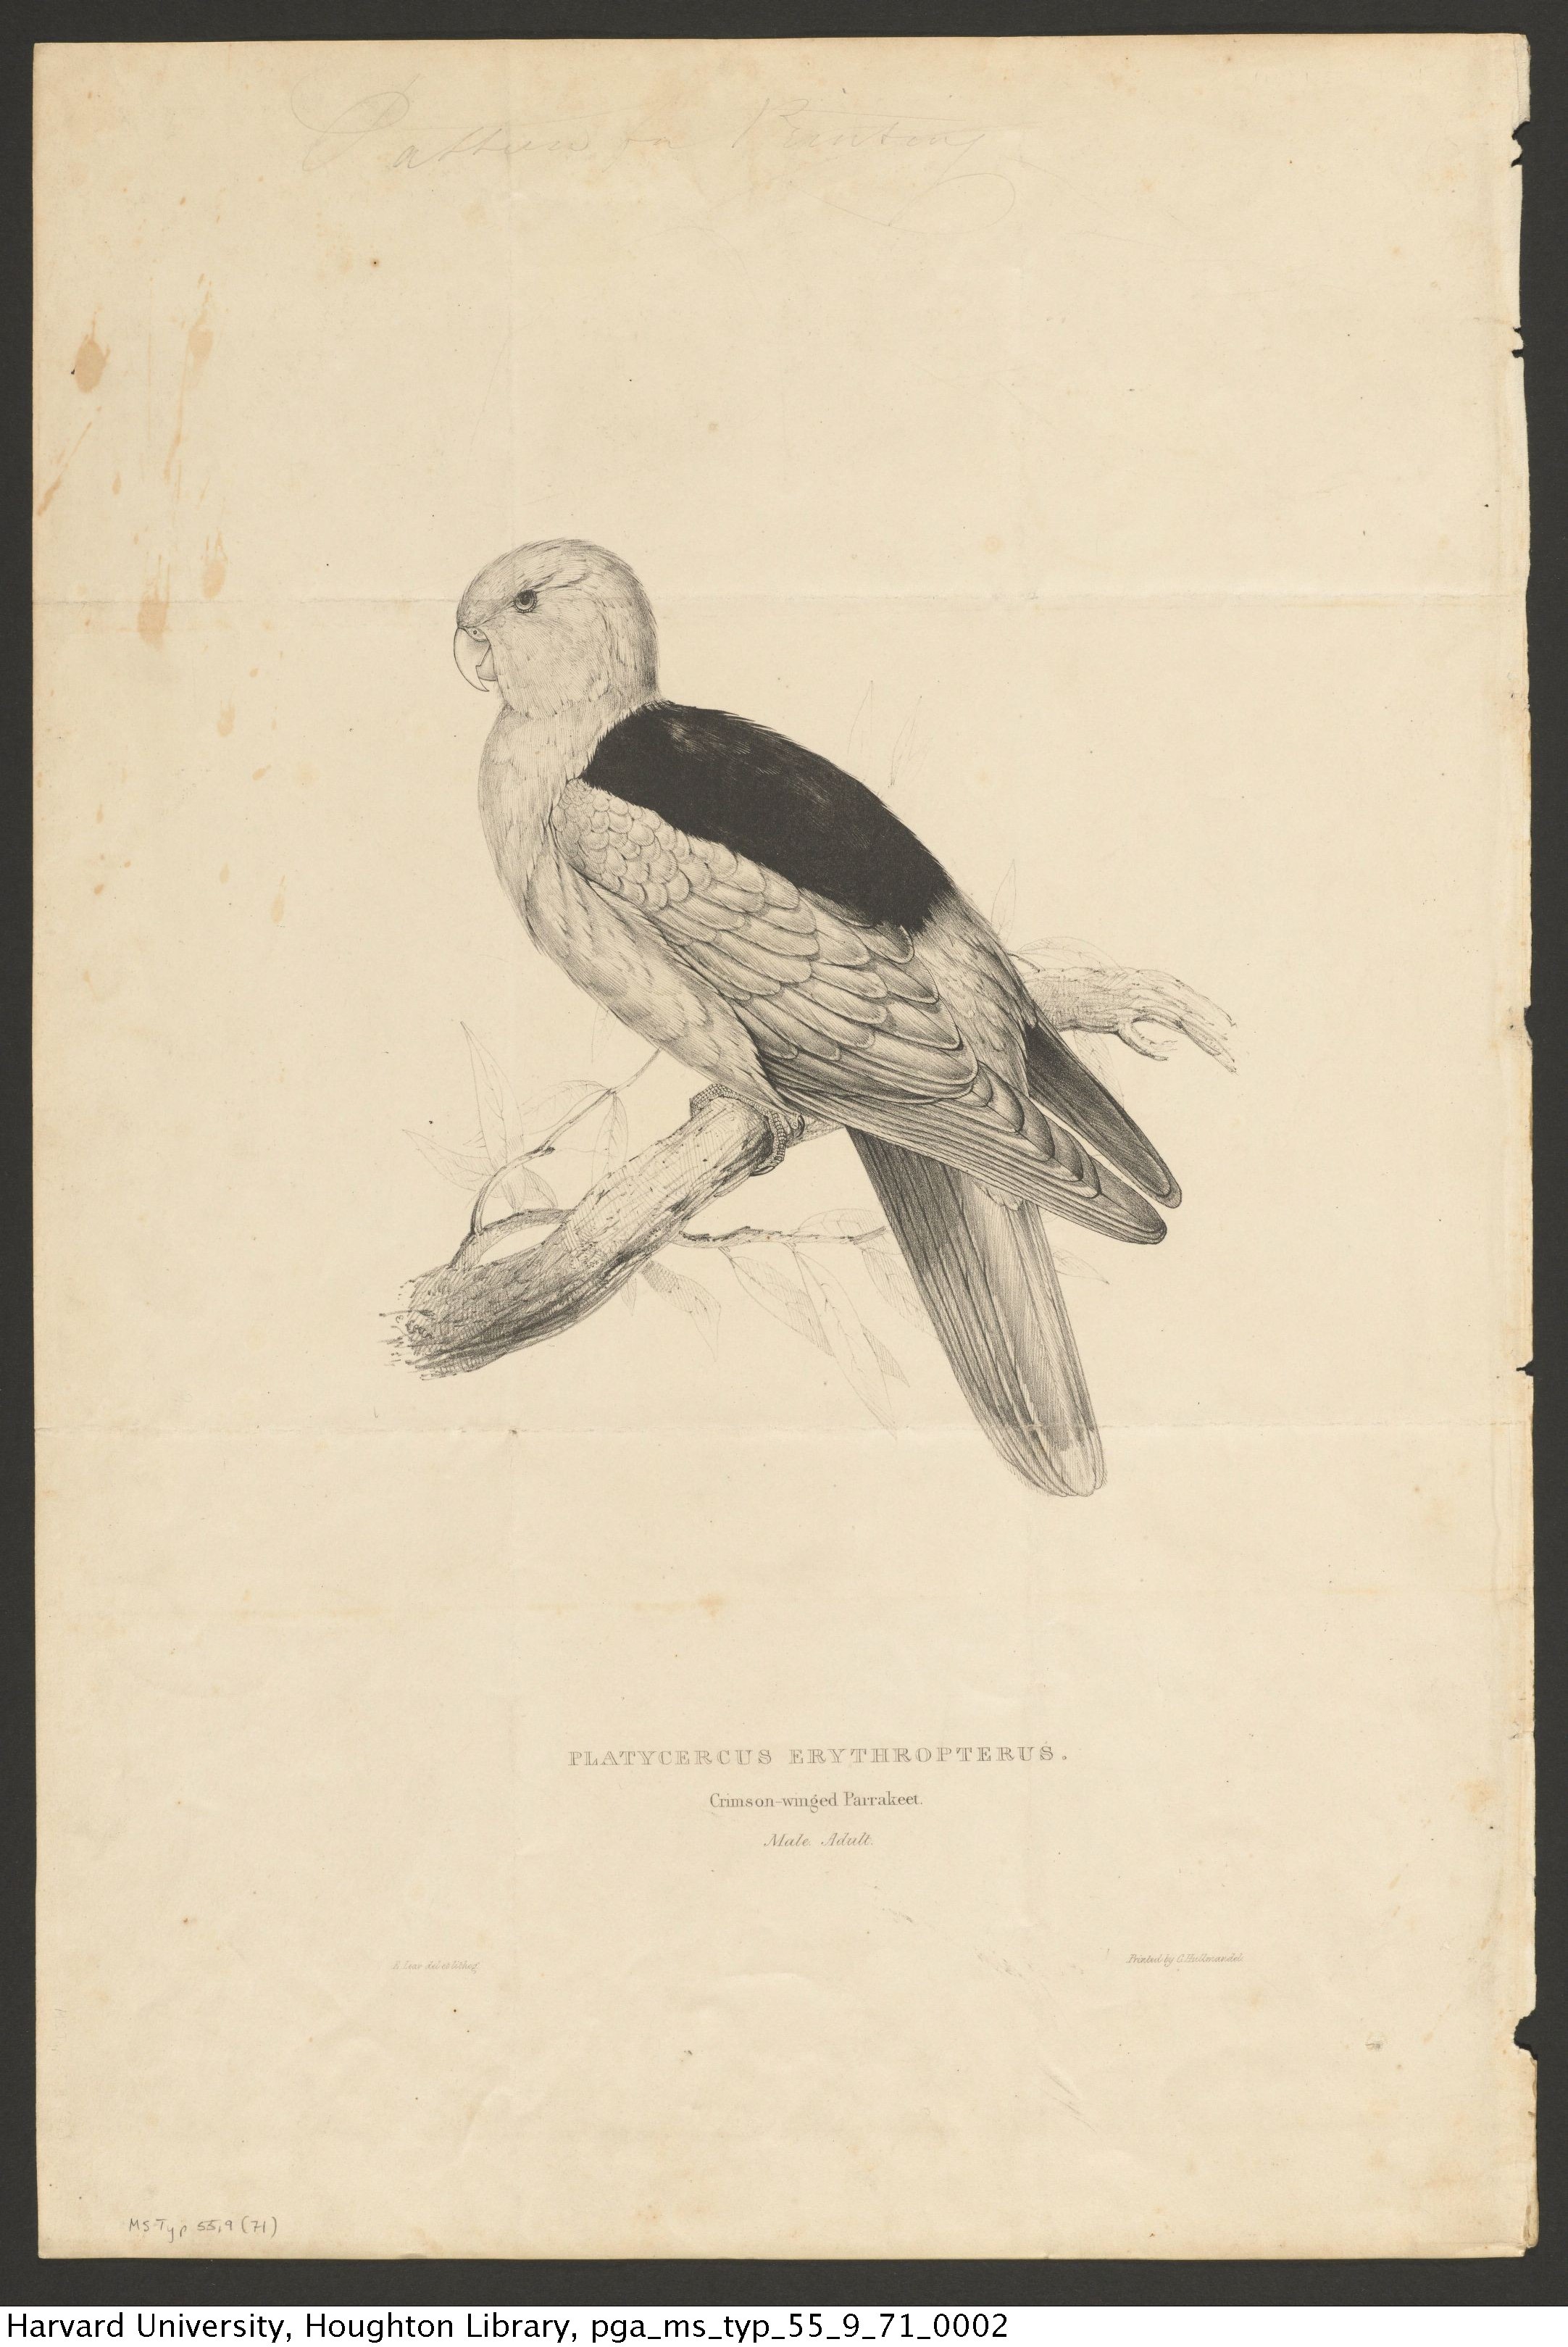 Pattern for Printing
PLATYCERCUS ERYTHROPTERUS.
Crimson-winged Parrakeet.
Male Adult.
E. Lear del et lithog.
Printed by C. Hullmandel.
MS Typ 55.9 (71)
Harvard University, Houghton Library, pga_ms_typ_55_9_71_0002